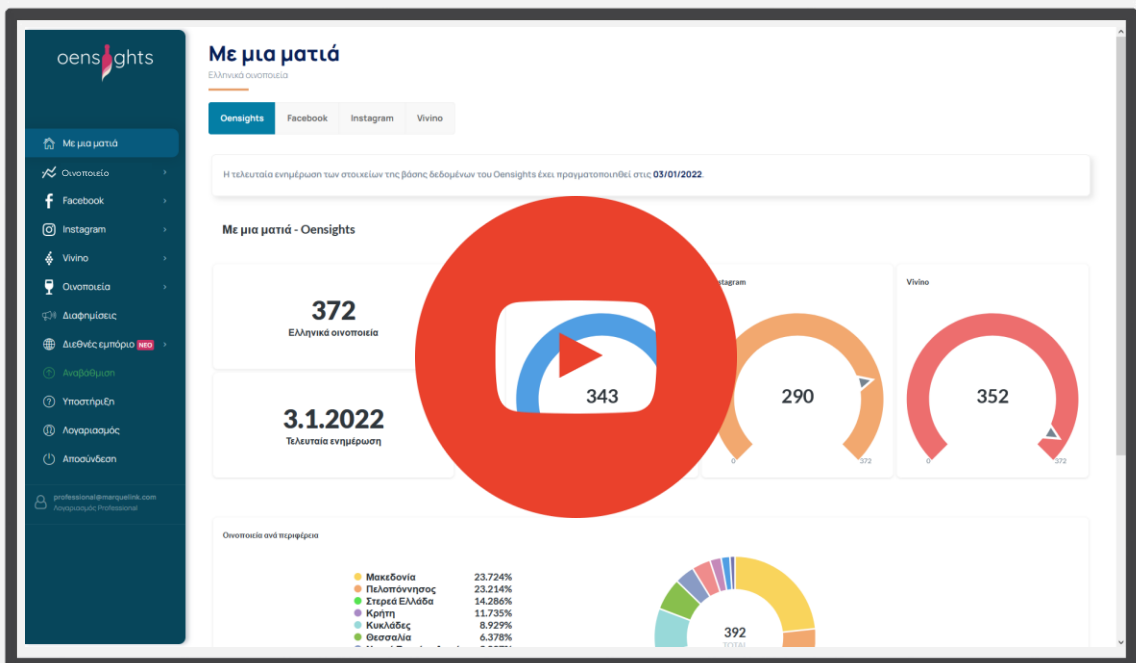 oensights
Με μια ματιά
Οινοποιείο
Facebook
Instagram
Vivino
Οινοποιεία
Διαφημίσεις
Διεθνές εμπόριο ΝΕΟ
Αναβάθμιση
Υποστήριξη
Λογαριασμός
Αποσύνδεση
professional@marquelink.com
Λογαριασμός Professional
Με μια ματιά
Ελληνικά οινοποιεία
Oensights Facebook Instagram Vivino
Η τελευταία ενημέρωση των στοιχείων της βάσης δεδομένων του Oensights έχει πραγματοποιηθεί στις 03/01/2022.
Με μια ματιά - Oensights
372
Ελληνικά οινοποιεία
3.1.2022
Τελευταία ενημέρωση
343
stagram
290
0 372
Vivino
352
0 372
Οινοποιεία ανά περιφέρεια
Μακεδονία 23.724%
Πελοπόννησος 23.214%
Στερεά Ελλάδα 14.286%
Κρήτη 11.735%
Κυκλάδες 8.929%
Θεσσαλία 6.378%
392
TOTAL